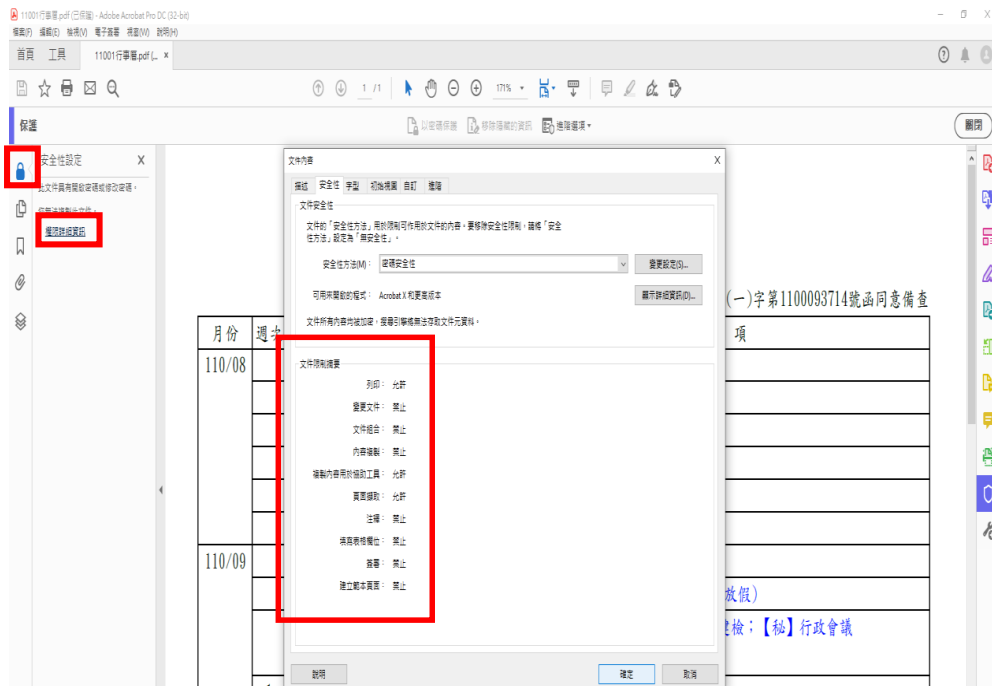 11001行事曆.pdf (已保護) - Adobe Acrobat Pro DC (32-bit)
檔案(F) 編輯(E) 檢視(V) 電子簽署 視窗(W) 說明(H)
首頁 工具 11001行事曆.pdf (... x
1 /1 171%
保護 以密碼保護 移除隱藏的資訊 進階選項 關閉
安全性設定 X
此文件具有開啟密碼或修改密碼。
權限詳細資訊
文件內容 X
描述 安全性 字型 初始視圖 自訂 進階
文件安全性
文件的「安全性方法」用於限制可作用於文件的內容。要移除安全性限制，請將「安全
性方法」設定為「無安全性」。
安全性方法(M)： 密碼安全性 變更設定(S)...
可用來開啟的程式： Acrobat X 和更高版本 顯示詳細資訊(D)...
文件所有內容均被加密，搜尋引擎將無法存取文件元資料。
文件限制摘要
列印： 允許
變更文件： 禁止
文件組合： 禁止
內容複製： 禁止
複製內容用於協助工具： 允許
頁面擷取： 允許
注釋： 禁止
填寫表格欄位： 禁止
簽署： 禁止
建立範本頁面： 禁止
說明 確定 取消
(一)字第1100093714號函同意備查
月份 週次 項
110/08
110/09
放假)
檢；【秘】行政會議